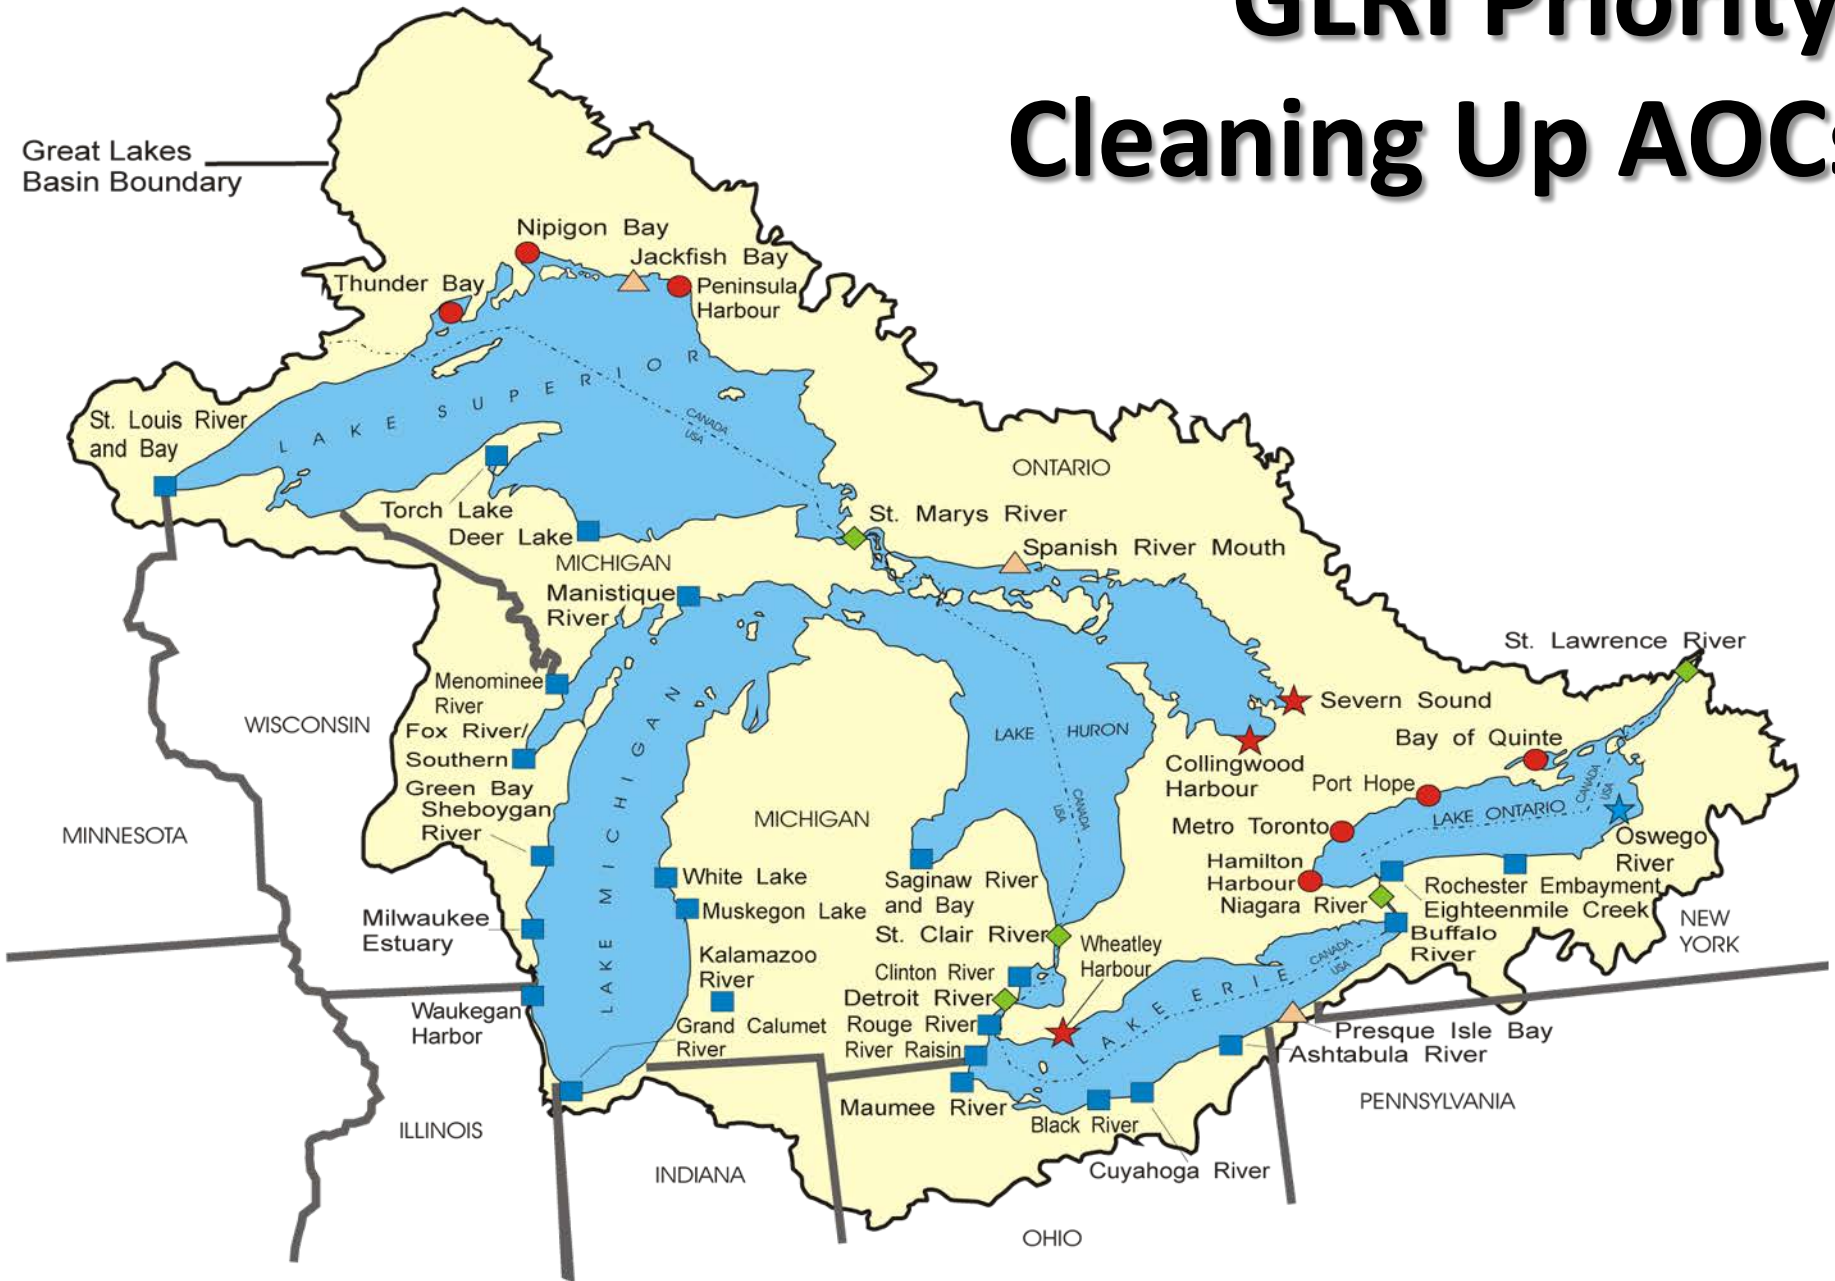 GLRI Priority
Cleaning Up AOCs
Great Lakes
Basin Boundary
Nipigon Bay
Jackfish Bay
Thunder Bay
Peninsula
Harbour
LAKE SUPERIOR
CANADA
USA
St. Louis River
and Bay
ONTARIO
Torch Lake
Deer Lake
St. Marys River
MICHIGAN
Spanish River Mouth
Manistique
River
St. Lawrence River
Menominee
River
Severn Sound
WISCONSIN
Fox River/
Southern
Green Bay
LAKE HURON
CANADA
USA
Collingwood
Harbour
Bay of Quinte
Port Hope
CANADA
USA
LAKE ONTARIO
Sheboygan
River
LAKE MICHIGAN
MICHIGAN
MINNESOTA
Metro Toronto
Oswego
River
Hamilton
Harbour
White Lake
Saginaw River
and Bay
Rochester Embayment
Niagara River
Eighteenmile Creek
Muskegon Lake
Milwaukee
Estuary
NEW
YORK
St. Clair River
Buffalo
River
Wheatley
Harbour
CANADA
USA
Kalamazoo
River
Clinton River
Detroit River
LAKE ERIE
Waukegan
Harbor
Grand Calumet
River
Rouge River
River Raisin
Presque Isle Bay
Ashtabula River
Maumee River
Black River
PENNSYLVANIA
ILLINOIS
Cuyahoga River
INDIANA
OHIO